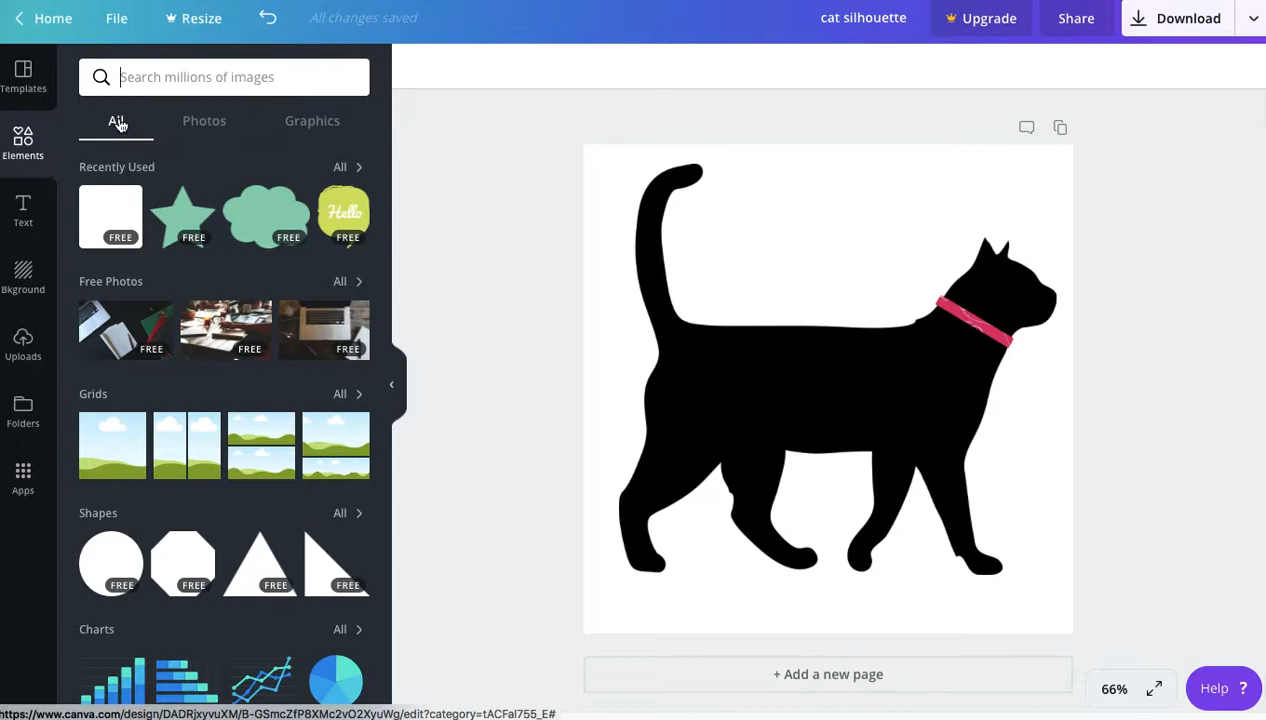 Home File Resize All changes saved cat silhouette Upgrade Share Download
Templates
Elements
Text
Bkground
Uploads
Folders
Apps
Search millions of images
All Photos Graphics
Recently Used All
FREE FREE FREE Hello FREE
Free Photos All
FREE FREE FREE
Grids All
Shapes All
FREE FREE FREE FREE
Charts All
+ Add a new page
66% Help ?
https://www.canva.com/design/DADRjxyvuXM/B-GSmcZfP8XMc2vO2XyuWg/edit?category=tACFal755_E#